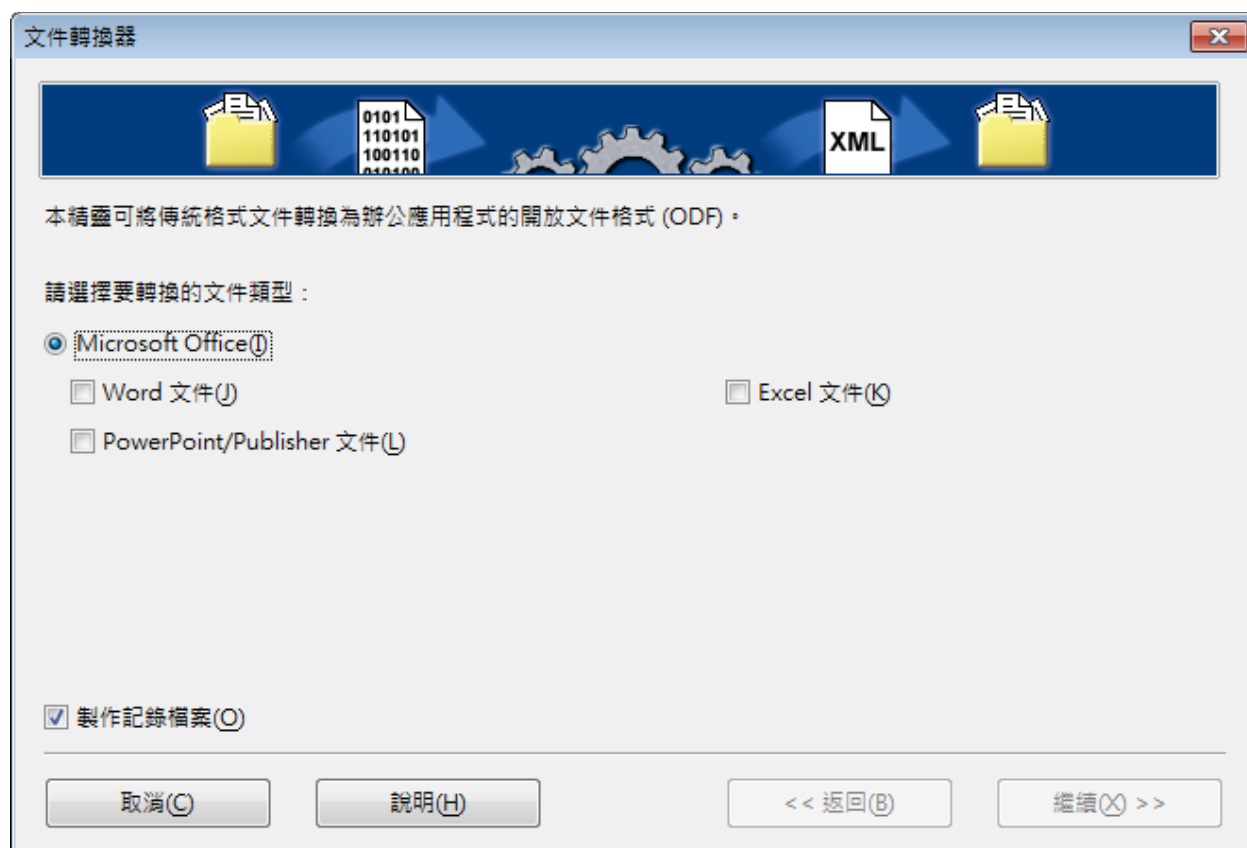 文件轉換器
0101
110101
100110
010100
XML
本精靈可將傳統格式文件轉換為辦公應用程式的開放文件格式 (ODF)。
請選擇要轉換的文件類型：
Microsoft Office(I)
Word 文件(J)
Excel 文件(K)
PowerPoint/Publisher 文件(L)
製作記錄檔案(O)
取消(C)
說明(H)
<< 返回(B)
繼續(X) >>